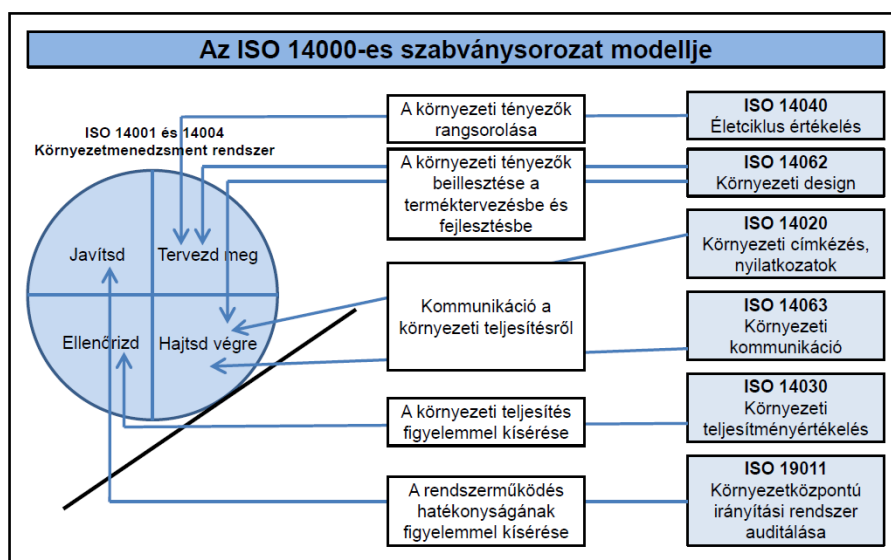 Az ISO 14000-es szabványsorozat modellje
ISO 14001 és 14004
Környezetmenedzsment rendszer
Javítsd
Tervezd meg
Ellenőrizd
Hajtsd végre
A környezeti tényezők
rangsorolása
A környezeti tényezők
beillesztése a
terméktervezésbe és
fejlesztésbe
Kommunikáció a
környezeti teljesítésről
A környezeti teljesítés
figyelemmel kísérése
A rendszerműködés
hatékonyságának
figyelemmel kísérése
ISO 14040
Életciklus értékelés
ISO 14062
Környezeti design
ISO 14020
Környezeti címkézés,
nyilatkozatok
ISO 14063
Környezeti
kommunikáció
ISO 14030
Környezeti
teljesítményértékelés
ISO 19011
Környezetközpontú
irányítási rendszer
auditálása